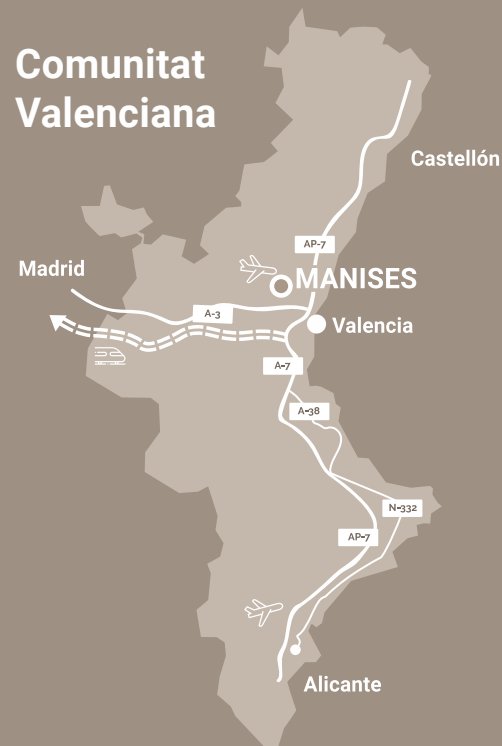 Comunitat
Valenciana
Castellón
AP-7
Madrid
MANISES
A-3
Valencia
A-7
A-38
N-332
AP-7
Alicante